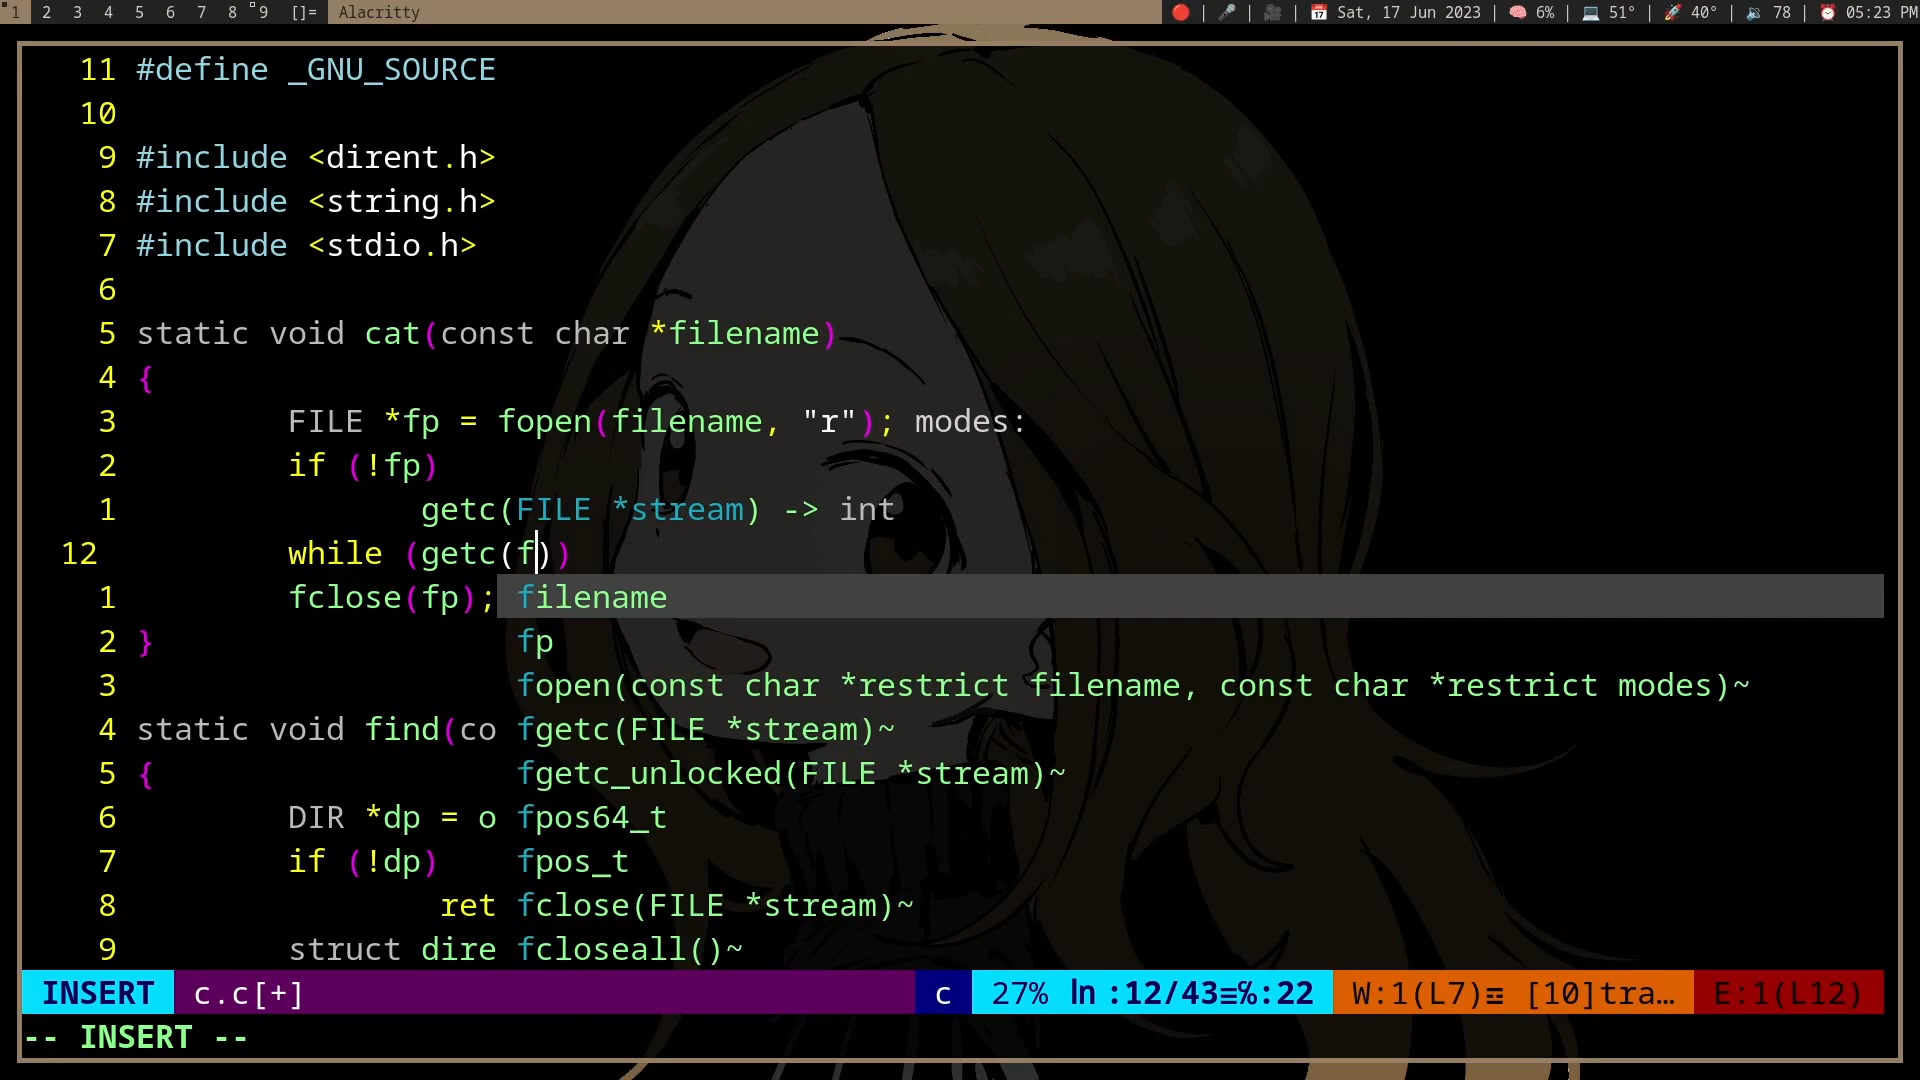 1 2 3 4 5 6 7 8 9 []= Alacritty | | | Sat, 17 Jun 2023 | 6% | 51° | 40° | 78 | 05:23 PM
11 #define _GNU_SOURCE
10
9 #include <dirent.h>
8 #include <string.h>
7 #include <stdio.h>
6
5 static void cat(const char *filename)
4 {
3 FILE *fp = fopen(filename, "r"); modes:
2 if (!fp)
1 getc(FILE *stream) -> int
12 while (getc(f))
1 fclose(fp); filename
2 } fp
3 fopen(const char *restrict filename, const char *restrict modes)~
4 static void find(co fgetc(FILE *stream)~
5 { fgetc_unlocked(FILE *stream)~
6 DIR *dp = o fpos64_t
7 if (!dp) fpos_t
8 ret fclose(FILE *stream)~
9 struct dire fcloseall()~
INSERT c.c[+] c 27% ln :12/43≡℅:22 W:1(L7)☲ [10]tra… E:1(L12)
-- INSERT --